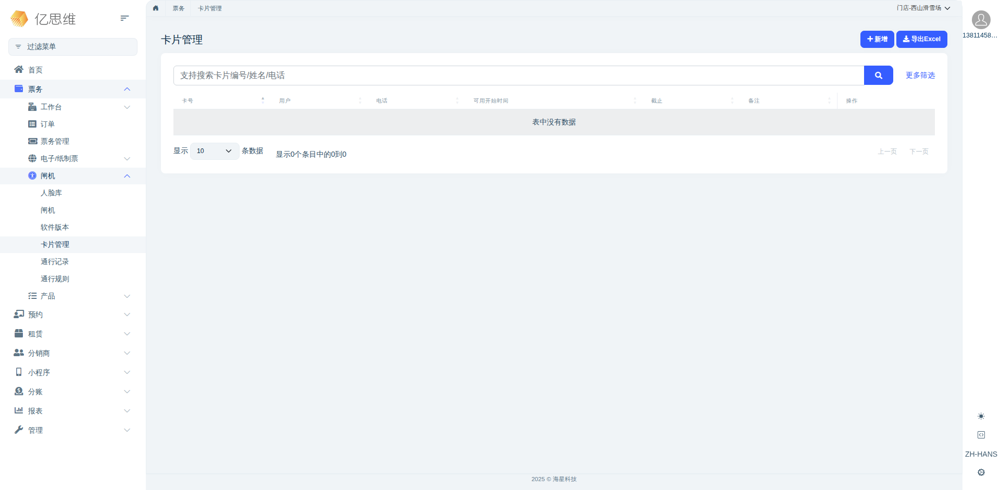 亿思维
过滤菜单
首页
票务
工作台
订单
票务管理
电子/纸制票
闸机
人脸库
闸机
软件版本
卡片管理
通行记录
通行规则
产品
预约
租赁
分销商
小程序
分账
报表
管理
票务 卡片管理
门店-西山滑雪场
卡片管理
新增 导出Excel
支持搜索卡片编号/姓名/电话
更多筛选
卡号 用户 电话 可用开始时间 截止 备注 操作
表中没有数据
显示 10 条数据 显示0个条目中的0到0
上一页 下一页
2025 © 海星科技
13811458...
ZH-HANS